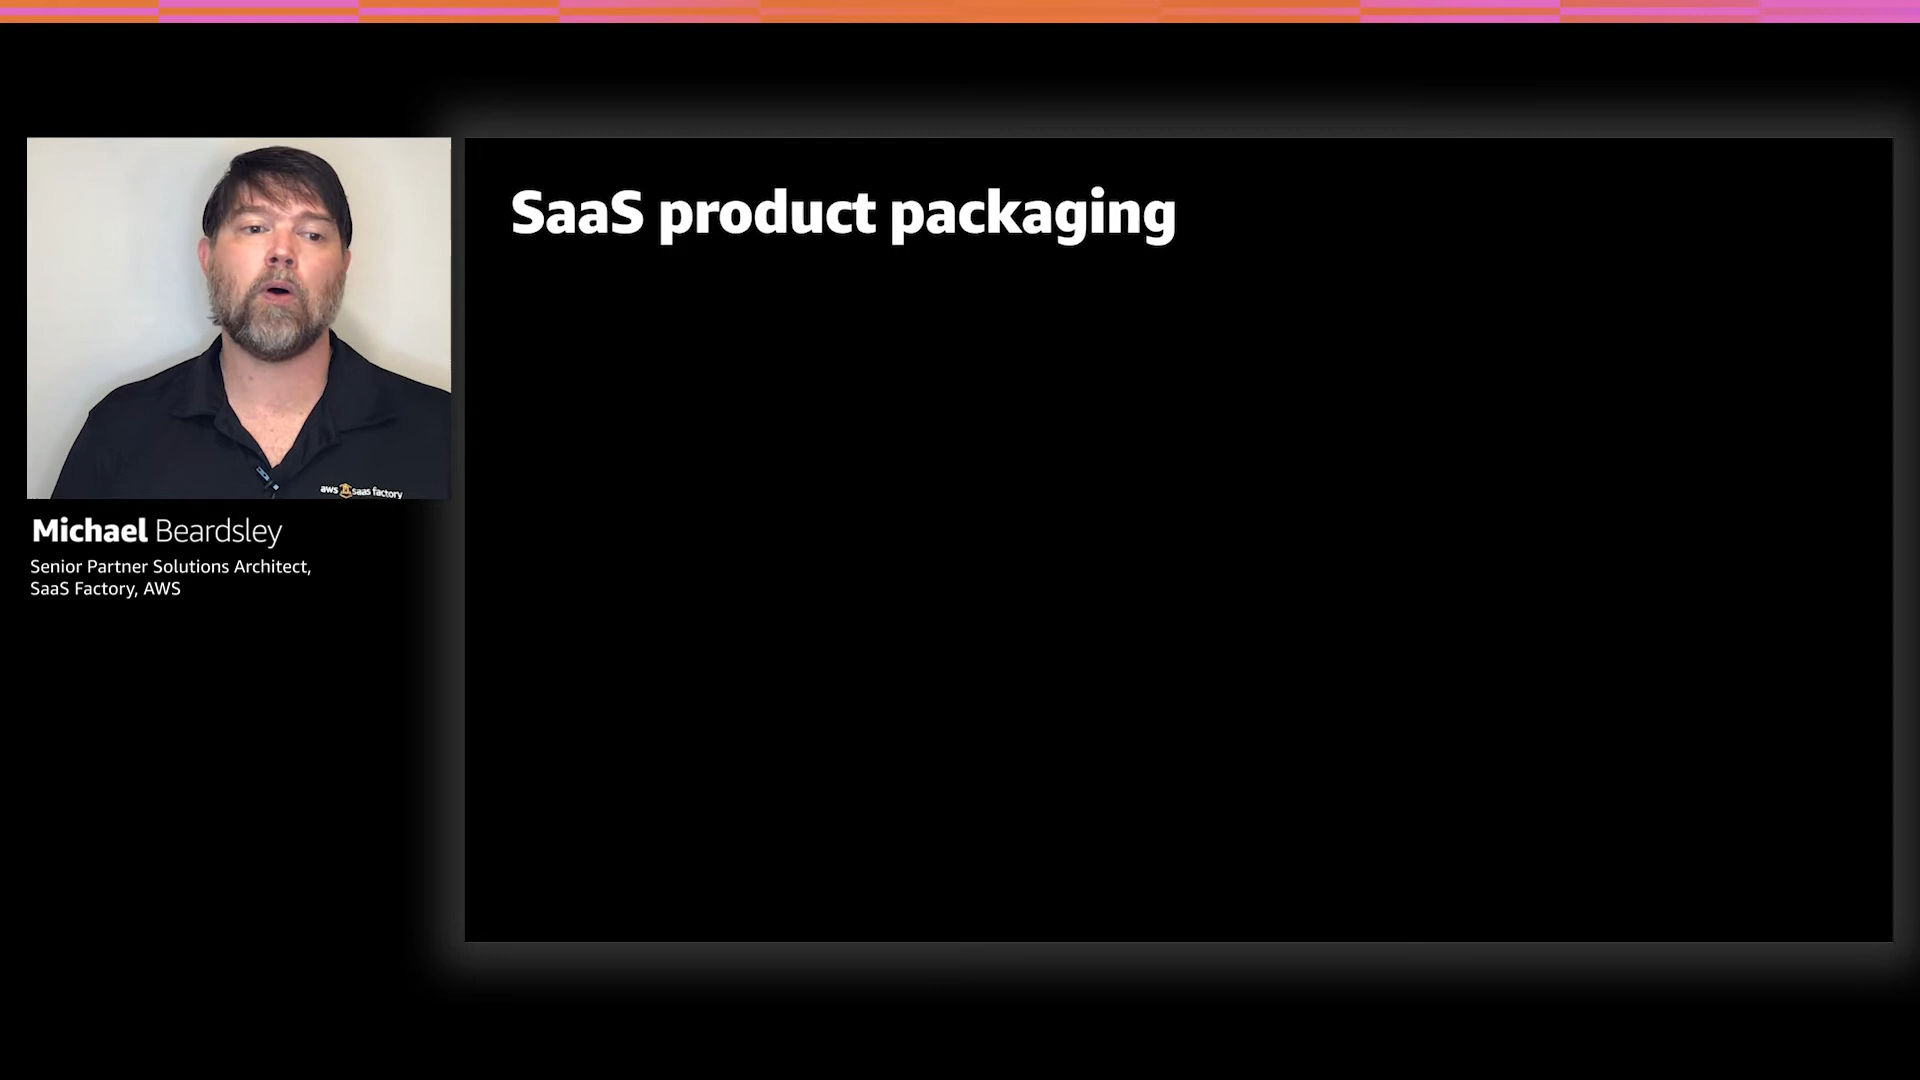 SaaS product packaging
aws saas factory
Michael Beardsley
Senior Partner Solutions Architect,
SaaS Factory, AWS